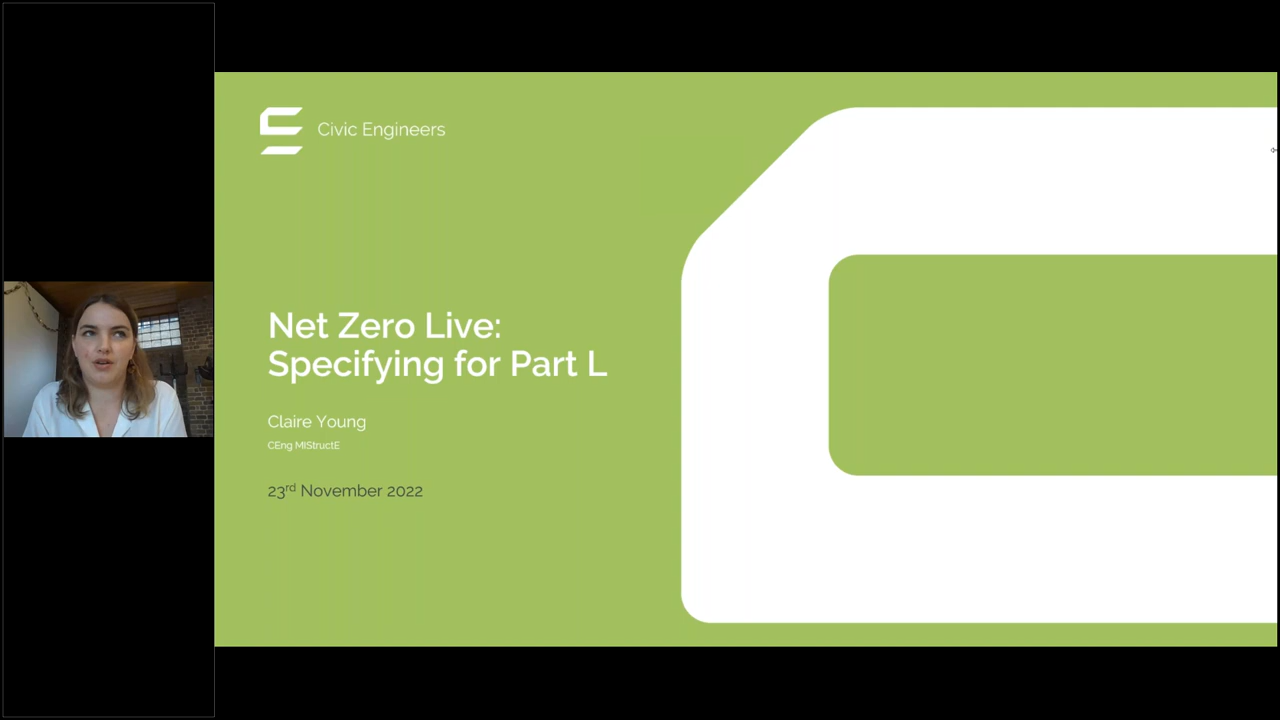 Civic Engineers
Net Zero Live:
Specifying for Part L
Claire Young
CEng MIStructE
23rd November 2022